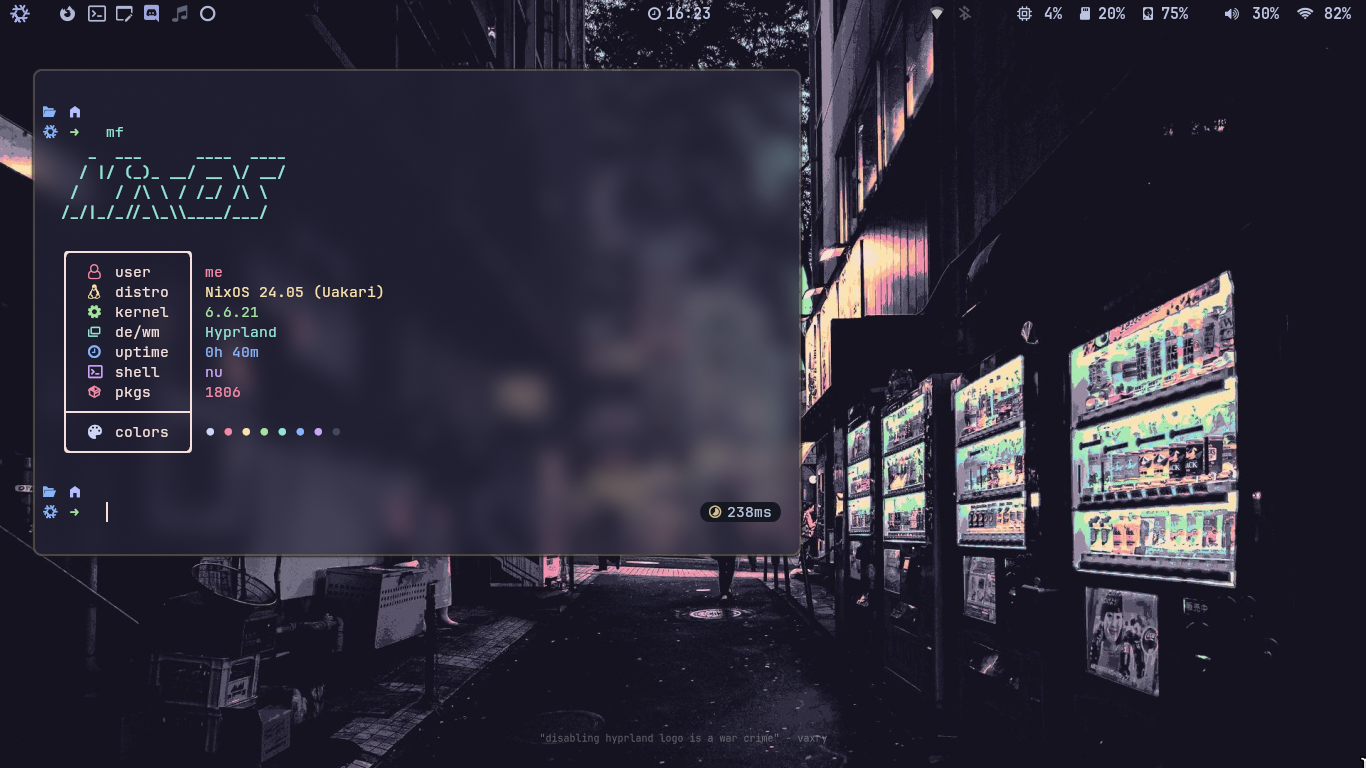 16:23
4% 20% 75% 30% 82%
mf
user me
distro NixOS 24.05 (Uakari)
kernel 6.6.21
de/wm Hyprland
uptime 0h 40m
shell nu
pkgs 1806
colors
238ms
"disabling hyprland logo is a war crime" - vaxry